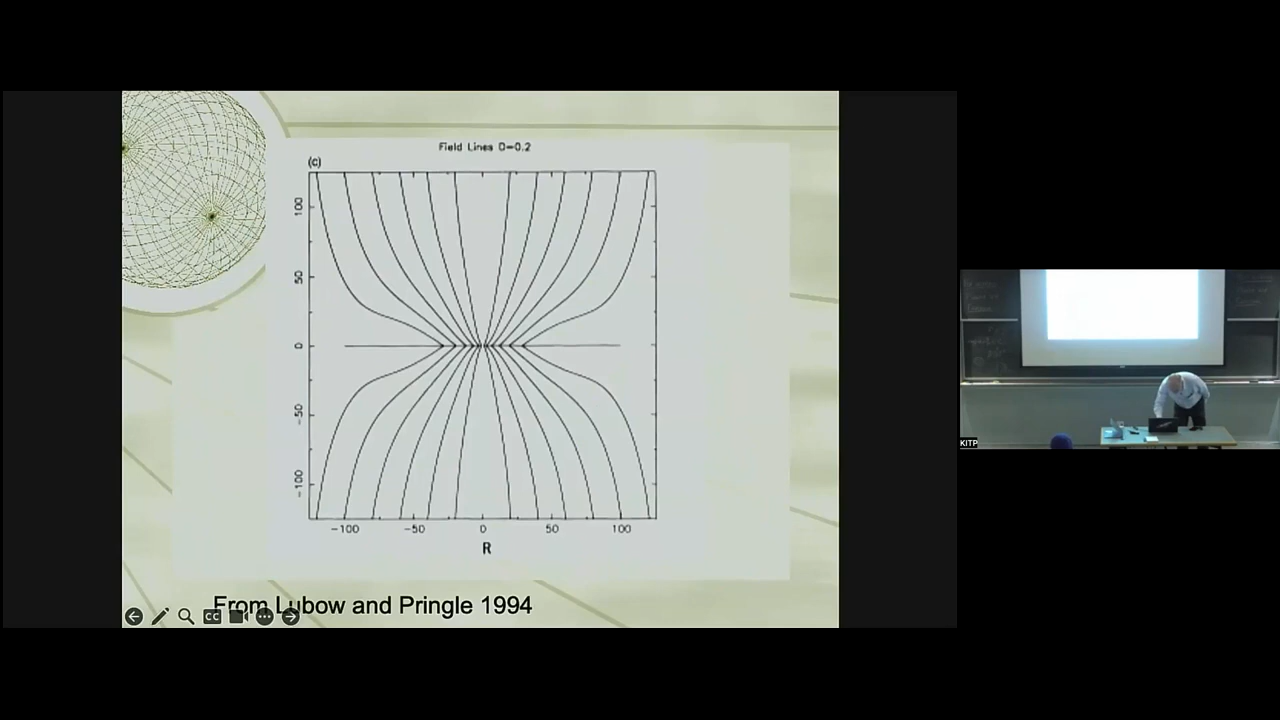 Field Lines D=0.2
(c)
100
50
0
-50
-100
-100 -50 0 50 100
R
From Lubow and Pringle 1994
CC
KITP